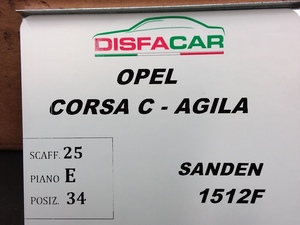 DISFACAR
OPEL
CORSA C - AGILA
SCAFF. 25
PIANO E
POSIZ. 34
SANDEN
1512F